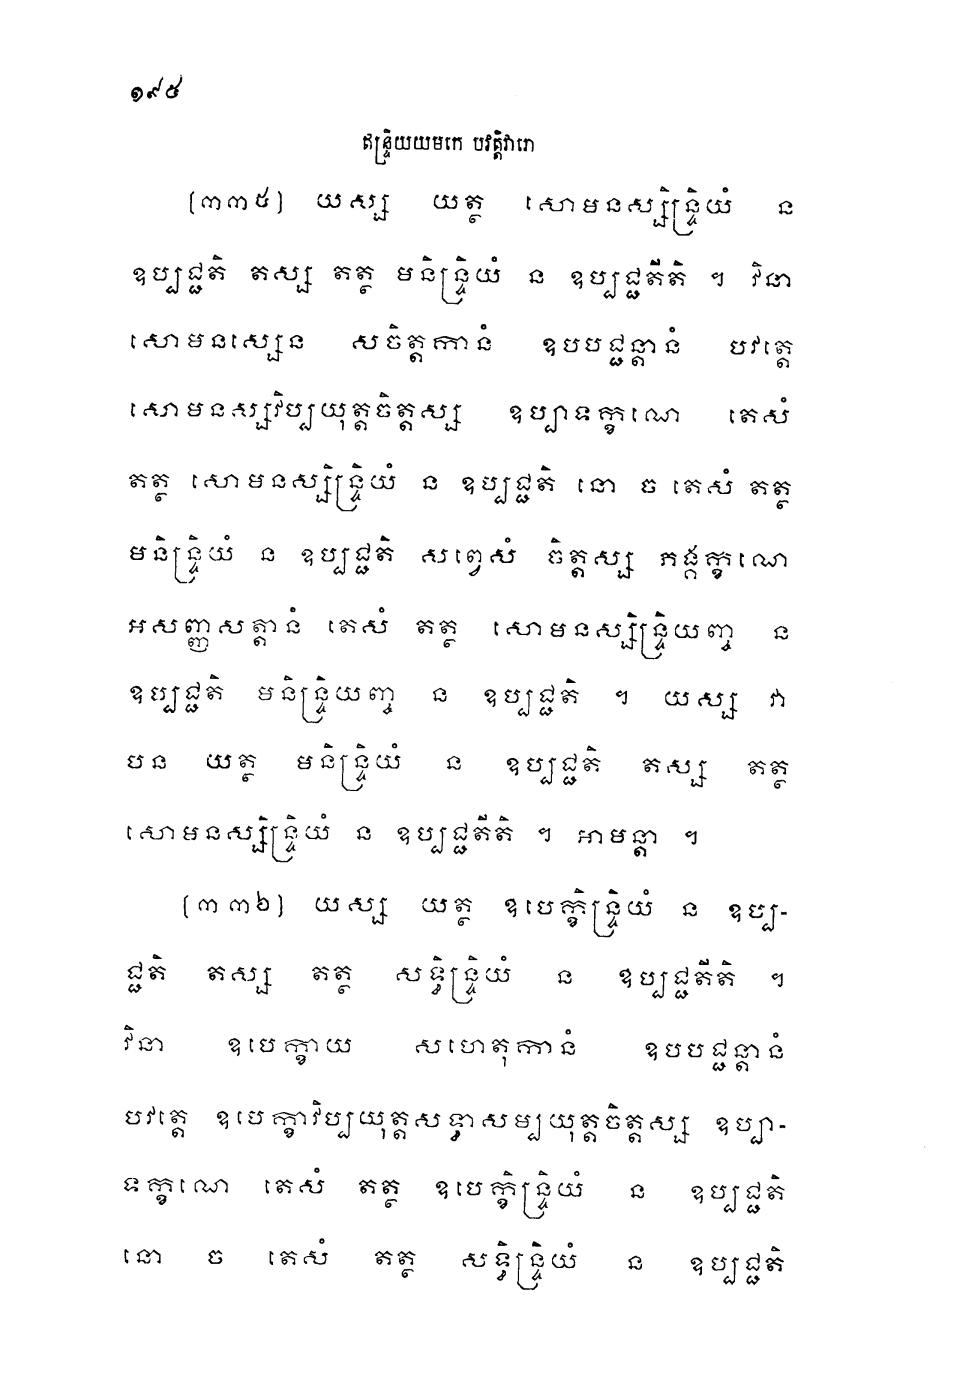 ១៩៥
ឥន្ទ្រិយយមកេ បវត្តិវារោ
(៣៣៥) យស្ស យត្ថ សោមនស្សិន្ទ្រិយំ ន
ឧប្បជ្ជតិ តស្ស តត្ថ មនិន្ទ្រិយំ ន ឧប្បជ្ជតីតិ ។ វិនា
សោមនស្សេន សចិត្តកានំ ឧបបជ្ជន្តានំ បវត្តេ
សោមនស្សវិប្បយុត្តចិត្តស្ស ឧប្បាទក្ខណេ តេសំ
តត្ថ សោមនស្សិន្ទ្រិយំ ន ឧប្បជ្ជតិ នោ ច តេសំ តត្ថ
មនិន្ទ្រិយំ ន ឧប្បជ្ជតិ សព្វេសំ ចិត្តស្ស ភង្គក្ខណេ
អសញ្ញសត្តានំ តេសំ តត្ថ សោមនស្សិន្ទ្រិយញ្ច ន
ឧប្បជ្ជតិ មនិន្ទ្រិយញ្ច ន ឧប្បជ្ជតិ ។ យស្ស វា
បន យត្ថ មនិន្ទ្រិយំ ន ឧប្បជ្ជតិ តស្ស តត្ថ
សោមនស្សិន្ទ្រិយំ ន ឧប្បជ្ជតីតិ ។ អាមន្តា ។
(៣៣៦) យស្ស យត្ថ ឧបេក្ខិន្ទ្រិយំ ន ឧប្ប-
ជ្ជតិ តស្ស តត្ថ សទ្ធិន្ទ្រិយំ ន ឧប្បជ្ជតីតិ ។
វិនា ឧបេក្ខាយ សហេតុកានំ ឧបបជ្ជន្តានំ
បវត្តេ ឧបេក្ខាវិប្បយុត្តសទ្ធាសម្បយុត្តចិត្តស្ស ឧប្បា-
ទក្ខណេ តេសំ តត្ថ ឧបេក្ខិន្ទ្រិយំ ន ឧប្បជ្ជតិ
នោ ច តេសំ តត្ថ សទ្ធិន្ទ្រិយំ ន ឧប្បជ្ជតិ